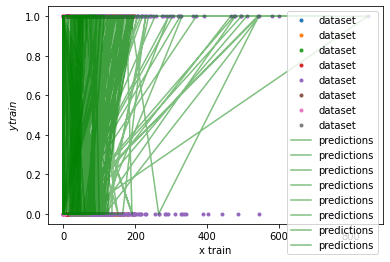 1.0
0.8
0.6
0.4
0.2
0.0
ytrain
0
200
400
600
800
x train
dataset
dataset
dataset
dataset
dataset
dataset
dataset
dataset
predictions
predictions
predictions
predictions
predictions
predictions
predictions
predictions